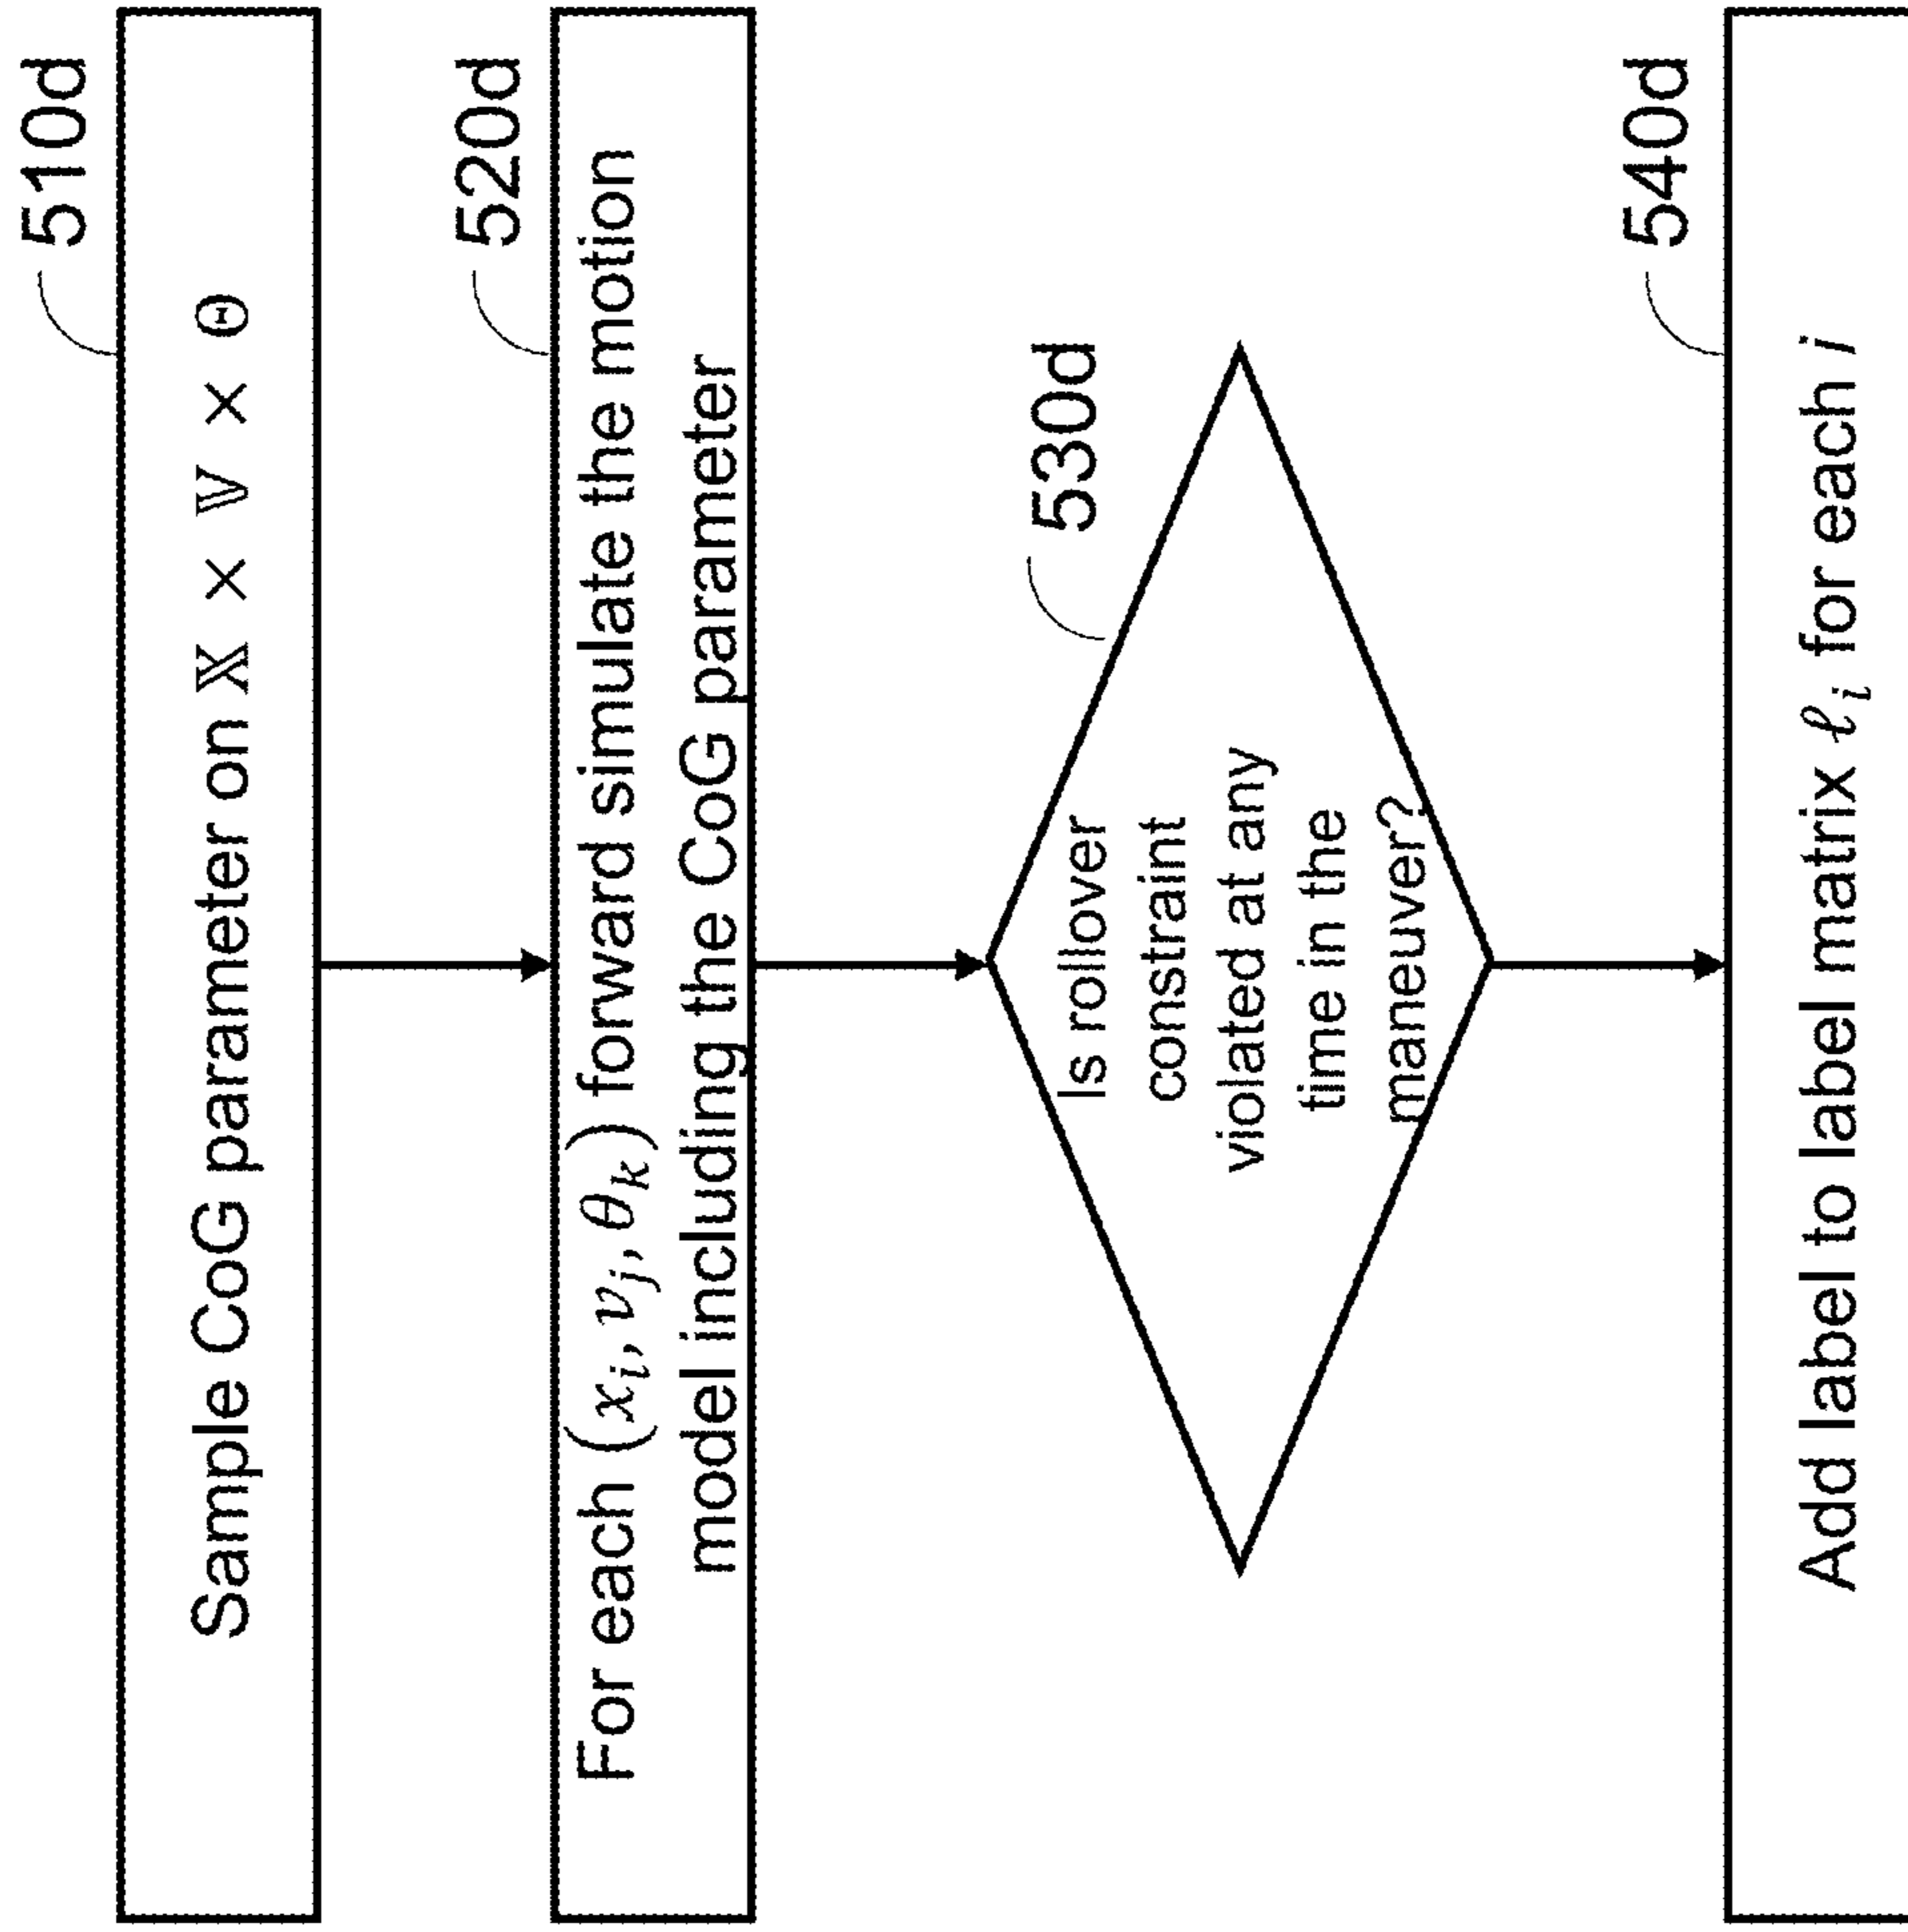 510d
Sample CoG parameter on 𝕏 × 𝕍 × Θ
520d
For each (xᵢ, vⱼ, θₖ) forward simulate the motion
model including the CoG parameter
530d
Is rollover
constraint
violated at any
time in the
maneuver?
540d
Add label to label matrix ℓᵢ for each i